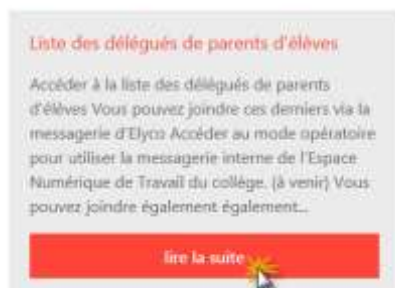 Liste des délégués de parents d'élèves
Accéder à la liste des délégués de parents
d'élèves Vous pouvez joindre ces derniers via la
messagerie d'Elyco Accéder au mode opératoire
pour utiliser la messagerie interne de l'Espace
Numérique de Travail du collège. (à venir) Vous
pouvez joindre également également...
lire la suite